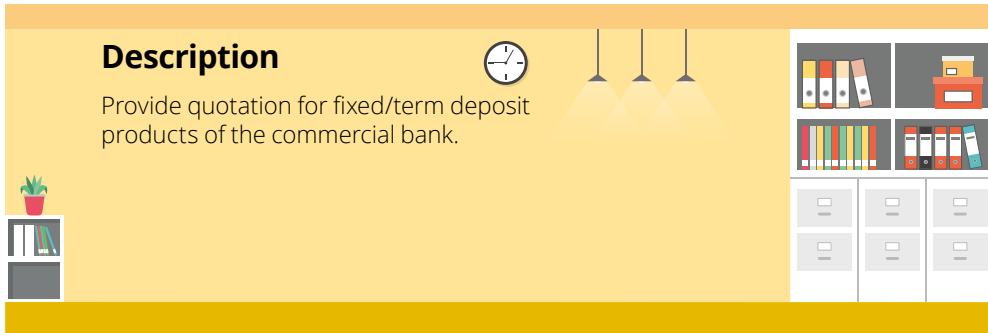 Description
Provide quotation for fixed/term deposit
products of the commercial bank.